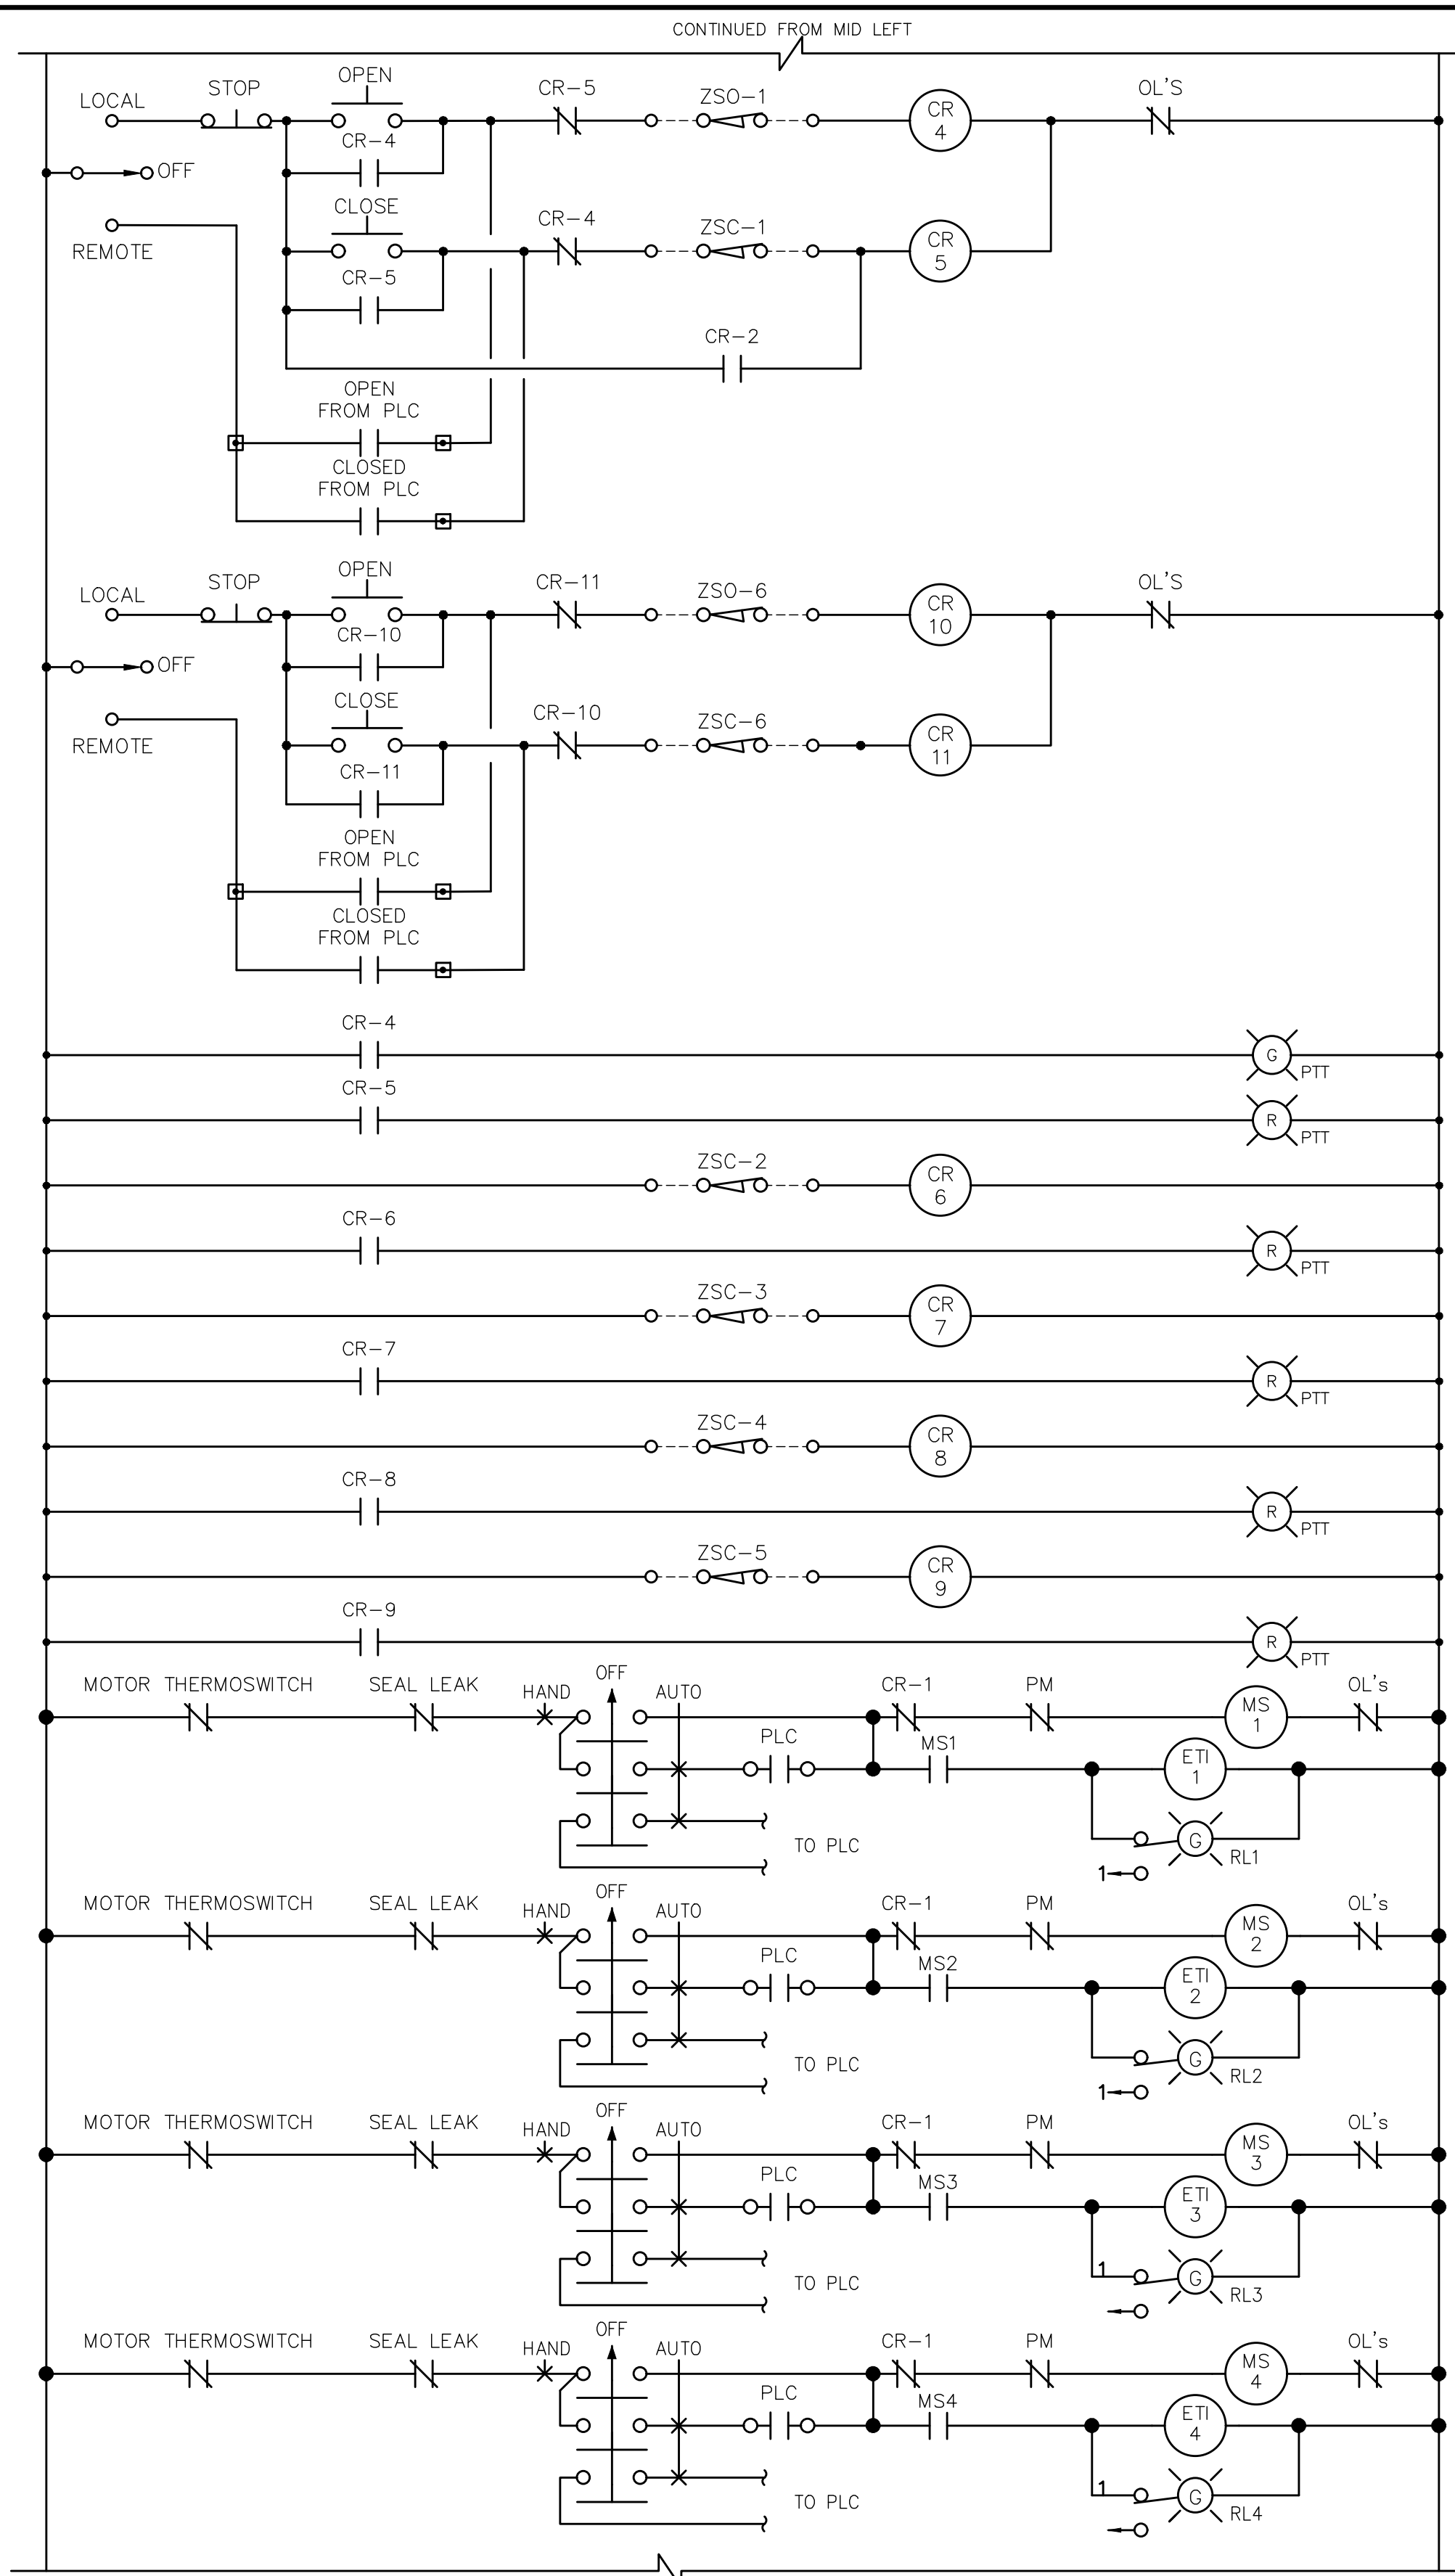 CONTINUED FROM MID LEFT
LOCAL
STOP
OPEN
CR-5
ZSO-1
CR
4
OL'S
CR-4
OFF
CLOSE
CR-4
ZSC-1
CR
5
REMOTE
CR-5
CR-2
OPEN
FROM PLC
CLOSED
FROM PLC
LOCAL
STOP
OPEN
CR-11
ZSO-6
CR
10
OL'S
CR-10
OFF
CLOSE
CR-10
ZSC-6
CR
11
REMOTE
CR-11
OPEN
FROM PLC
CLOSED
FROM PLC
CR-4
G
PTT
CR-5
R
PTT
ZSC-2
CR
6
CR-6
R
PTT
ZSC-3
CR
7
CR-7
R
PTT
ZSC-4
CR
8
CR-8
R
PTT
ZSC-5
CR
9
CR-9
R
PTT
MOTOR THERMOSWITCH
SEAL LEAK
HAND
OFF
AUTO
CR-1
PM
MS
1
OL's
PLC
MS1
ETI
1
TO PLC
G
RL1
1
MOTOR THERMOSWITCH
SEAL LEAK
HAND
OFF
AUTO
CR-1
PM
MS
2
OL's
PLC
MS2
ETI
2
TO PLC
G
RL2
1
MOTOR THERMOSWITCH
SEAL LEAK
HAND
OFF
AUTO
CR-1
PM
MS
3
OL's
PLC
MS3
ETI
3
TO PLC
1
G
RL3
MOTOR THERMOSWITCH
SEAL LEAK
HAND
OFF
AUTO
CR-1
PM
MS
4
OL's
PLC
MS4
ETI
4
TO PLC
1
G
RL4